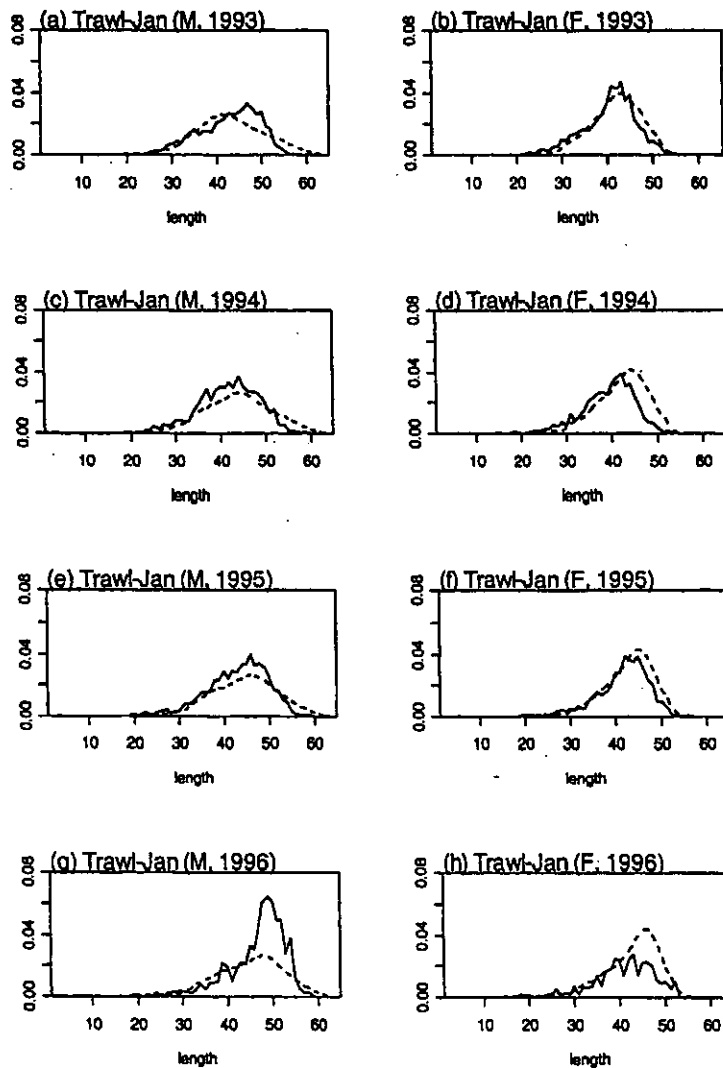 (a) Trawl-Jan (M, 1993)
0.08
0.04
0.00
10 20 30 40 50 60
length
(b) Trawl-Jan (F, 1993)
0.08
0.04
0.00
10 20 30 40 50 60
length
(c) Trawl-Jan (M, 1994)
0.08
0.04
0.00
10 20 30 40 50 60
length
(d) Trawl-Jan (F, 1994)
0.08
0.04
0.00
10 20 30 40 50 60
length
(e) Trawl-Jan (M, 1995)
0.08
0.04
0.00
10 20 30 40 50 60
length
(f) Trawl-Jan (F, 1995)
0.08
0.04
0.00
10 20 30 40 50 60
length
(g) Trawl-Jan (M, 1996)
0.08
0.04
0.00
10 20 30 40 50 60
length
(h) Trawl-Jan (F, 1996)
0.08
0.04
0.00
10 20 30 40 50 60
length